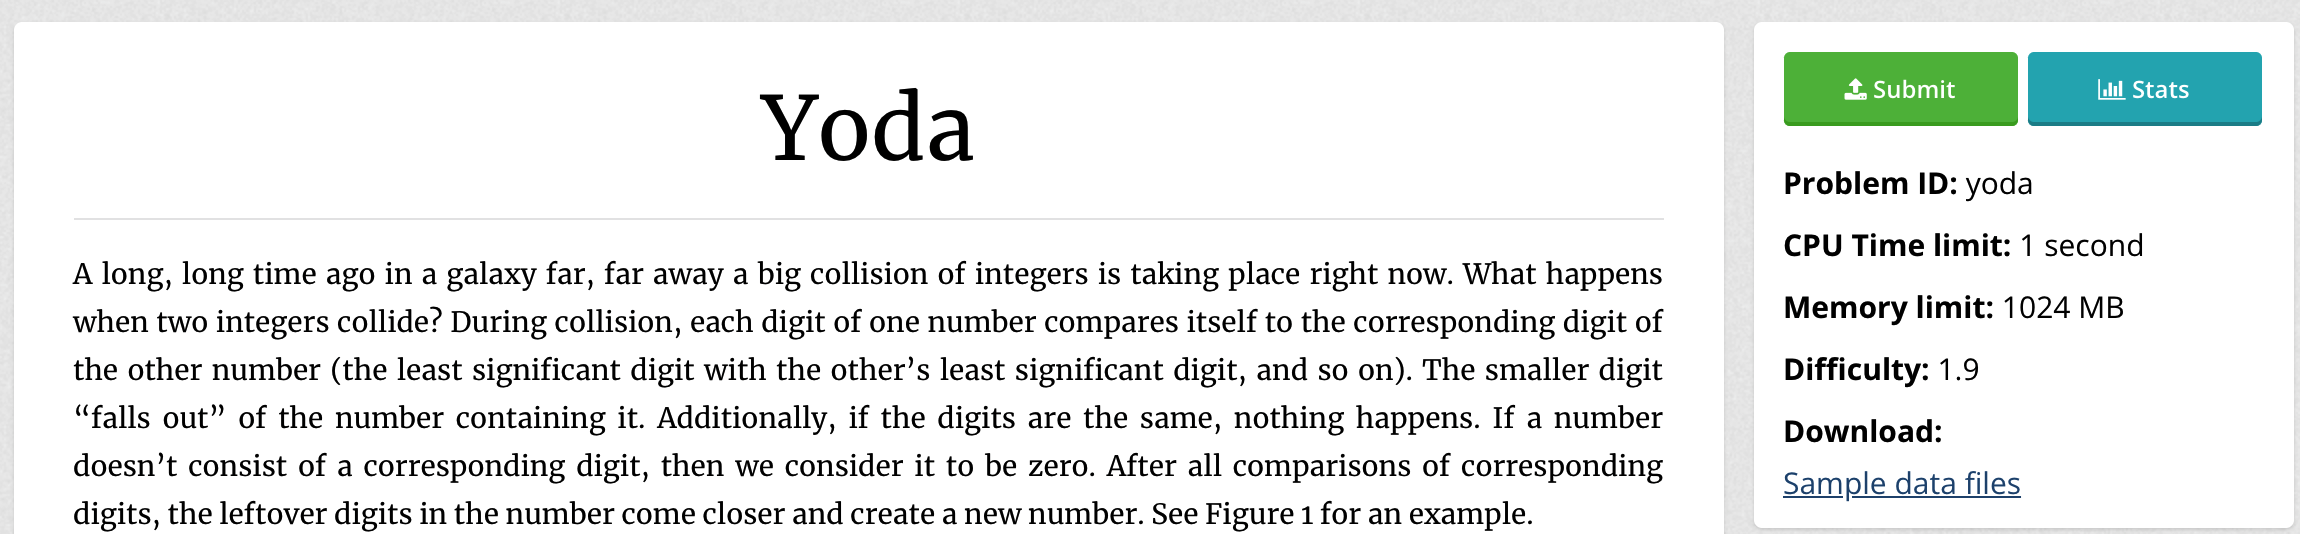 Yoda
A long, long time ago in a galaxy far, far away a big collision of integers is taking place right now. What happens
when two integers collide? During collision, each digit of one number compares itself to the corresponding digit of
the other number (the least significant digit with the other’s least significant digit, and so on). The smaller digit
“falls out” of the number containing it. Additionally, if the digits are the same, nothing happens. If a number
doesn’t consist of a corresponding digit, then we consider it to be zero. After all comparisons of corresponding
digits, the leftover digits in the number come closer and create a new number. See Figure 1 for an example.
Submit
Stats
Problem ID: yoda
CPU Time limit: 1 second
Memory limit: 1024 MB
Difficulty: 1.9
Download:
Sample data files